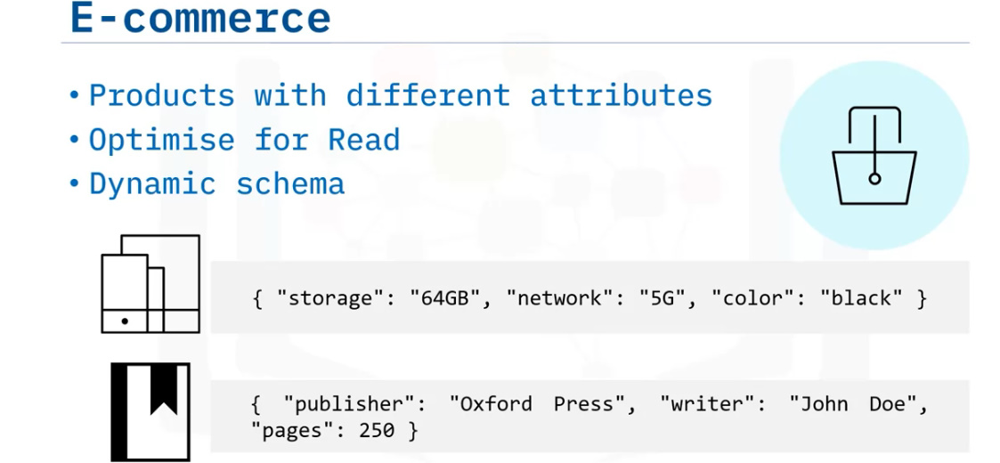 E-commerce
• Products with different attributes
• Optimise for Read
• Dynamic schema
{ "storage": "64GB", "network": "5G", "color": "black" }
{ "publisher": "Oxford Press", "writer": "John Doe",
"pages": 250 }